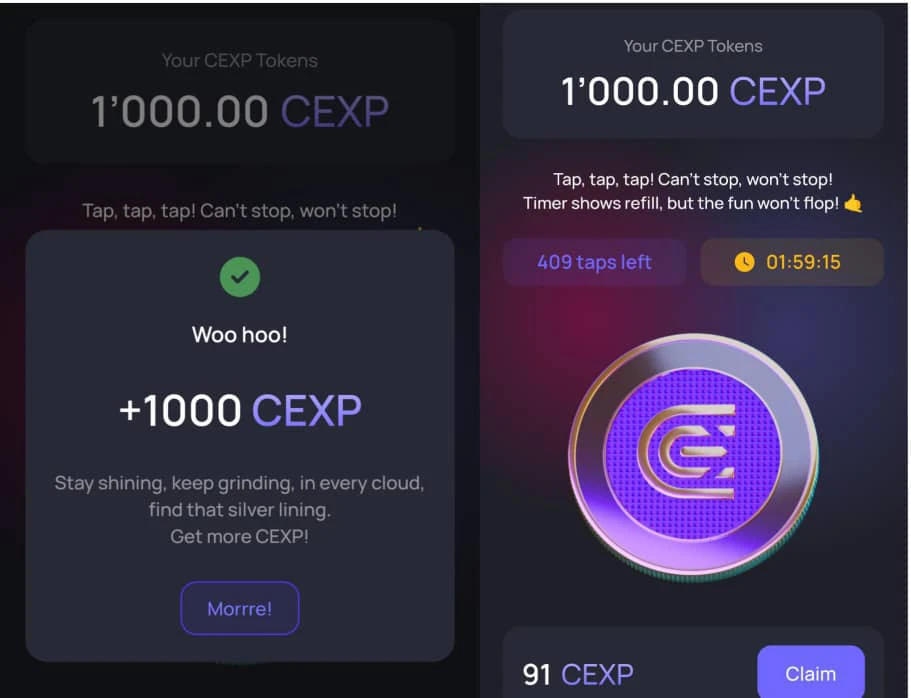 Your CEXP Tokens
1’000.00 CEXP
Tap, tap, tap! Can’t stop, won’t stop!
Woo hoo!
+1000 CEXP
Stay shining, keep grinding, in every cloud,
find that silver lining.
Get more CEXP!
Morrre!
Your CEXP Tokens
1’000.00 CEXP
Tap, tap, tap! Can’t stop, won’t stop!
Timer shows refill, but the fun won’t flop! 🤙
409 taps left
01:59:15
91 CEXP
Claim